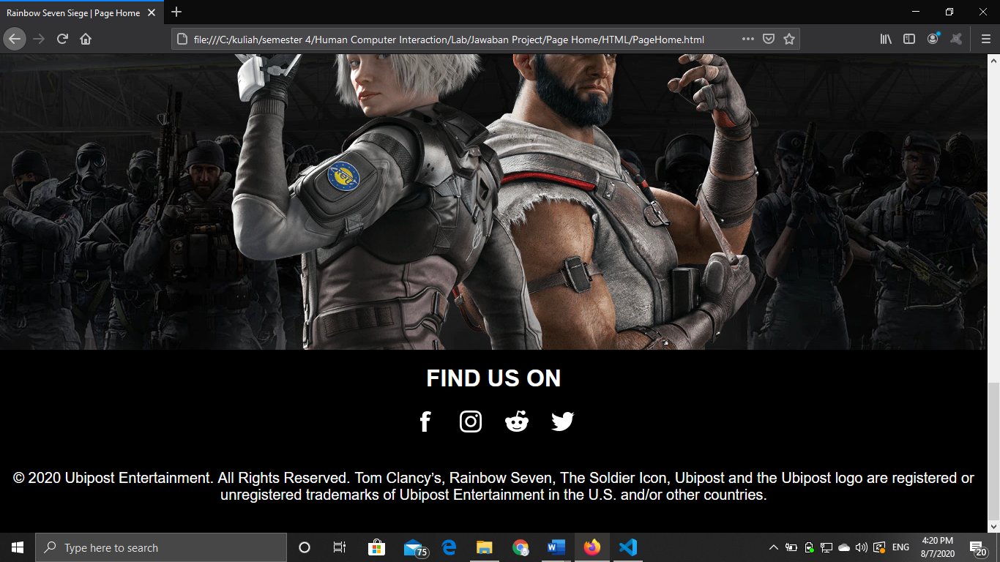 Rainbow Seven Siege | Page Home
file:///C:/kuliah/semester 4/Human Computer Interaction/Lab/Jawaban Project/Page Home/HTML/PageHome.html
FIND US ON
© 2020 Ubipost Entertainment. All Rights Reserved. Tom Clancy’s, Rainbow Seven, The Soldier Icon, Ubipost and the Ubipost logo are registered or
unregistered trademarks of Ubipost Entertainment in the U.S. and/or other countries.
Type here to search
75
ENG
4:20 PM
8/7/2020
20